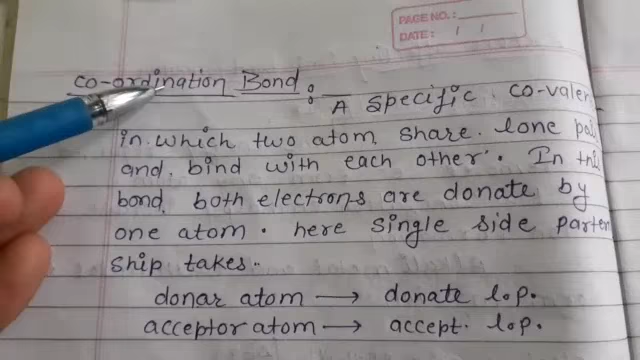 PAGE NO.:
DATE: / /
Co-ordination Bond :
A specific co-valen
in which two atom share lone pai
and bind with each other. In thi
bond, both electrons are donate by
one atom. here single side parten
ship takes.
donar atom → donate l.p.
acceptor atom → accept. l.p.